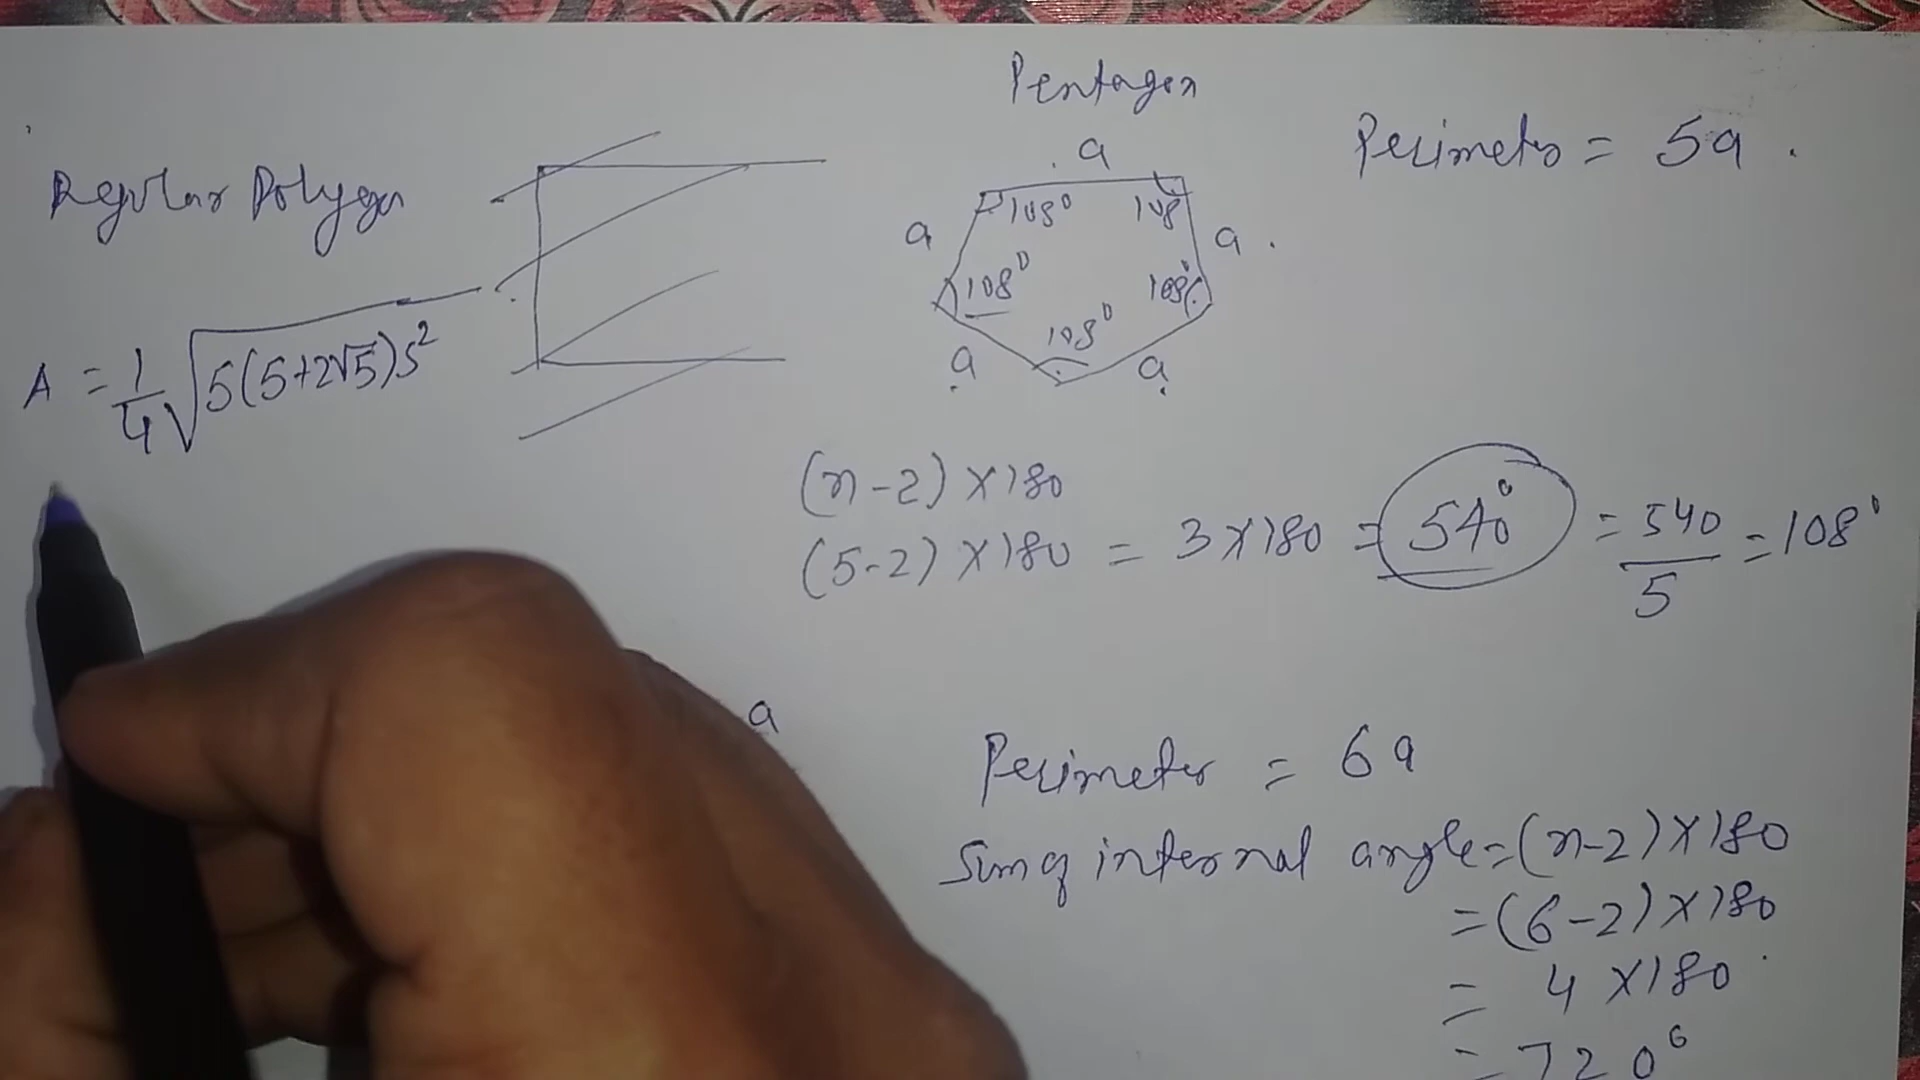 Pentagon
Regular Polygon
Perimeter = 5a .
a
a
a
a
a
108°
108
108°
108°
108°
A = 1/4 √5(5+2√5)s²
(n-2) × 180
(5-2) × 180 = 3 × 180 = 540° = 540/5 = 108°
a
Perimeter = 6a
Sum of internal angle = (n-2) × 180
= (6-2) × 180
= 4 × 180
= 720°